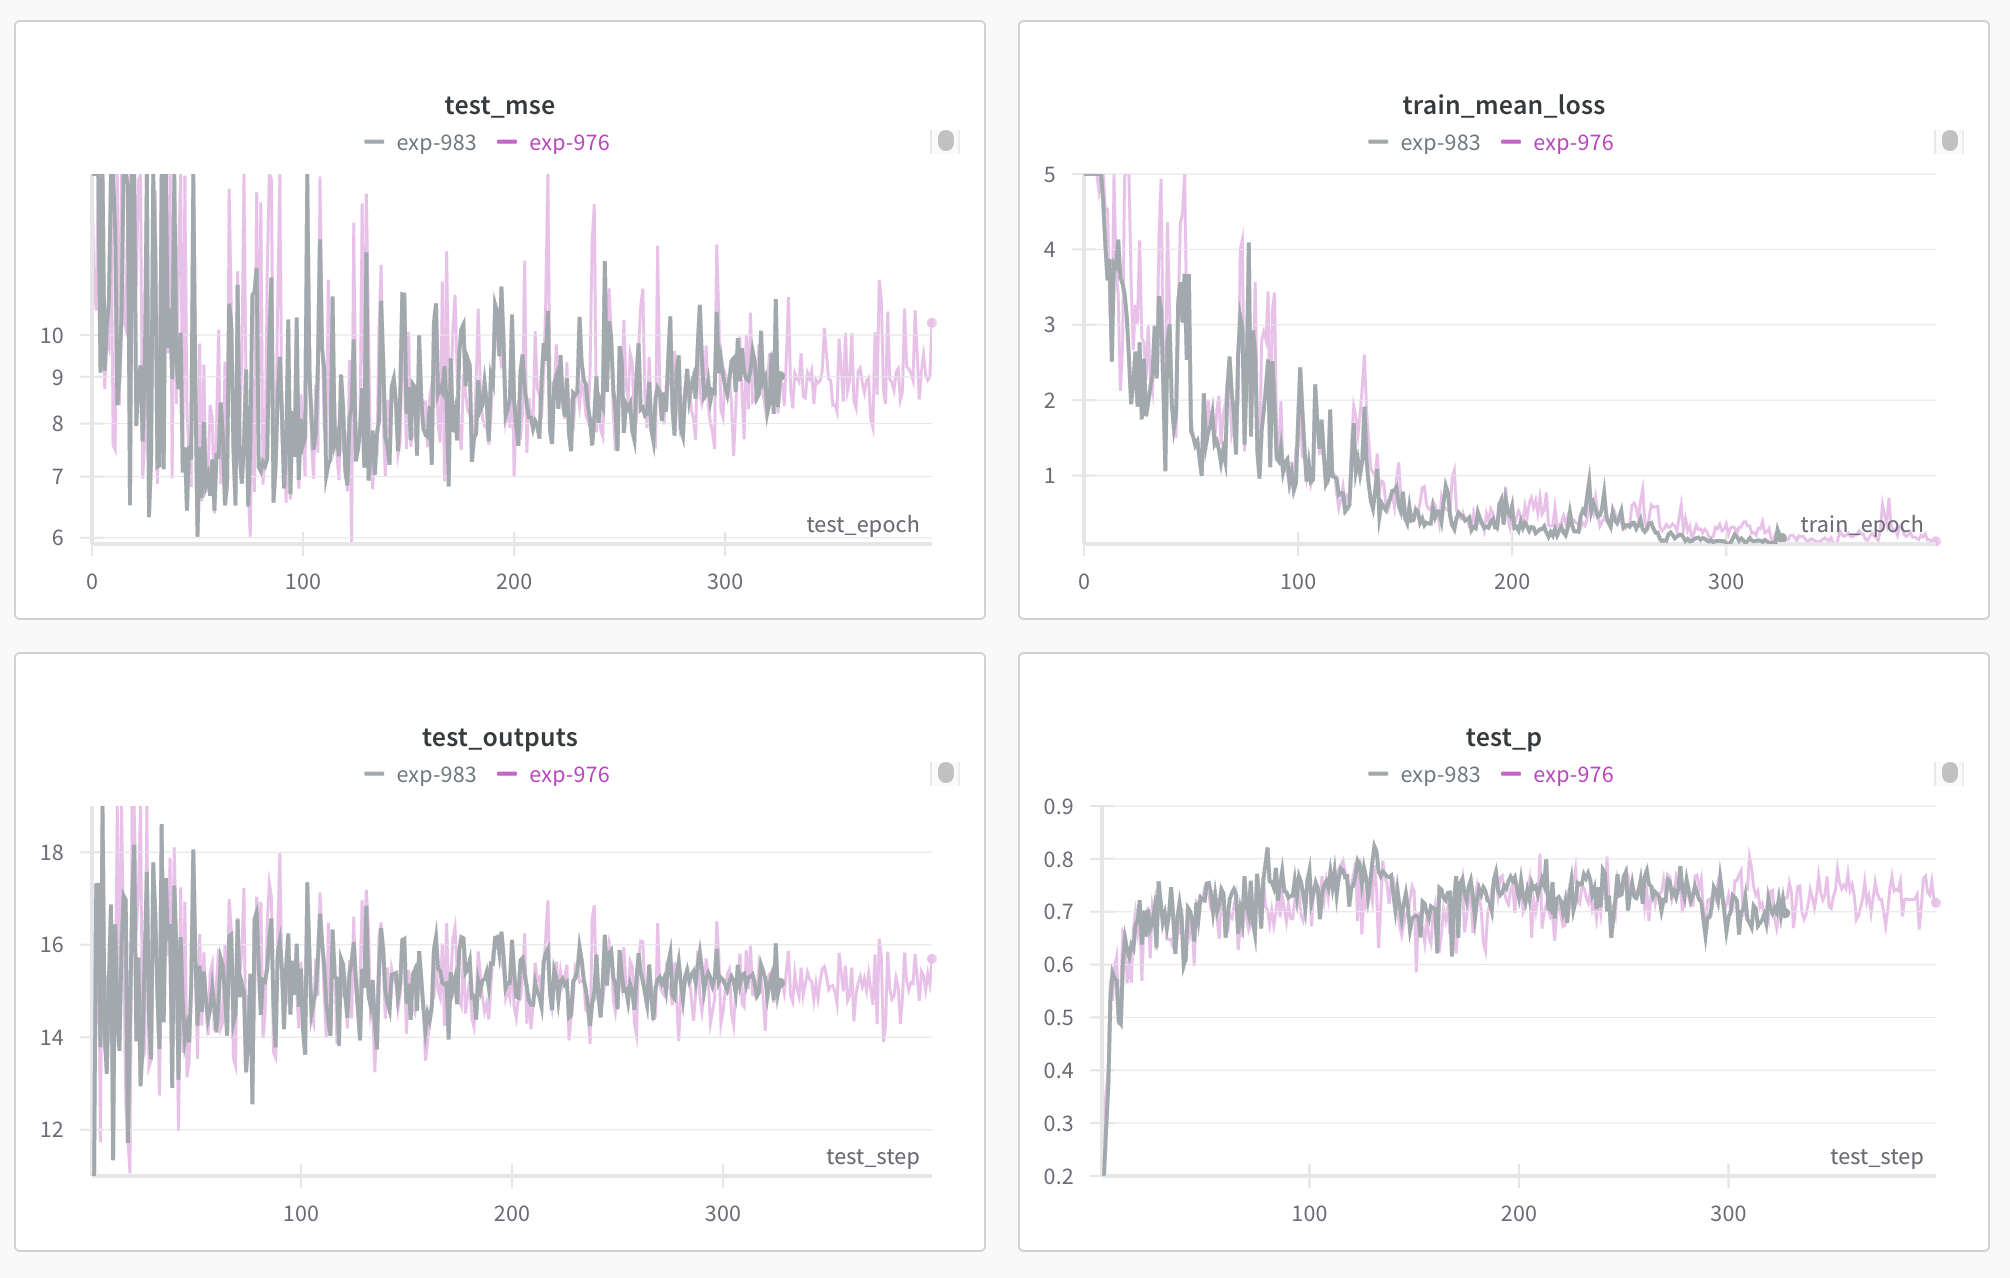 test_mse
exp-983 exp-976
10
9
8
7
6
test_epoch
0 100 200 300
train_mean_loss
exp-983 exp-976
5
4
3
2
1
train_epoch
0 100 200 300
test_outputs
exp-983 exp-976
18
16
14
12
test_step
100 200 300
test_p
exp-983 exp-976
0.9
0.8
0.7
0.6
0.5
0.4
0.3
0.2
test_step
100 200 300